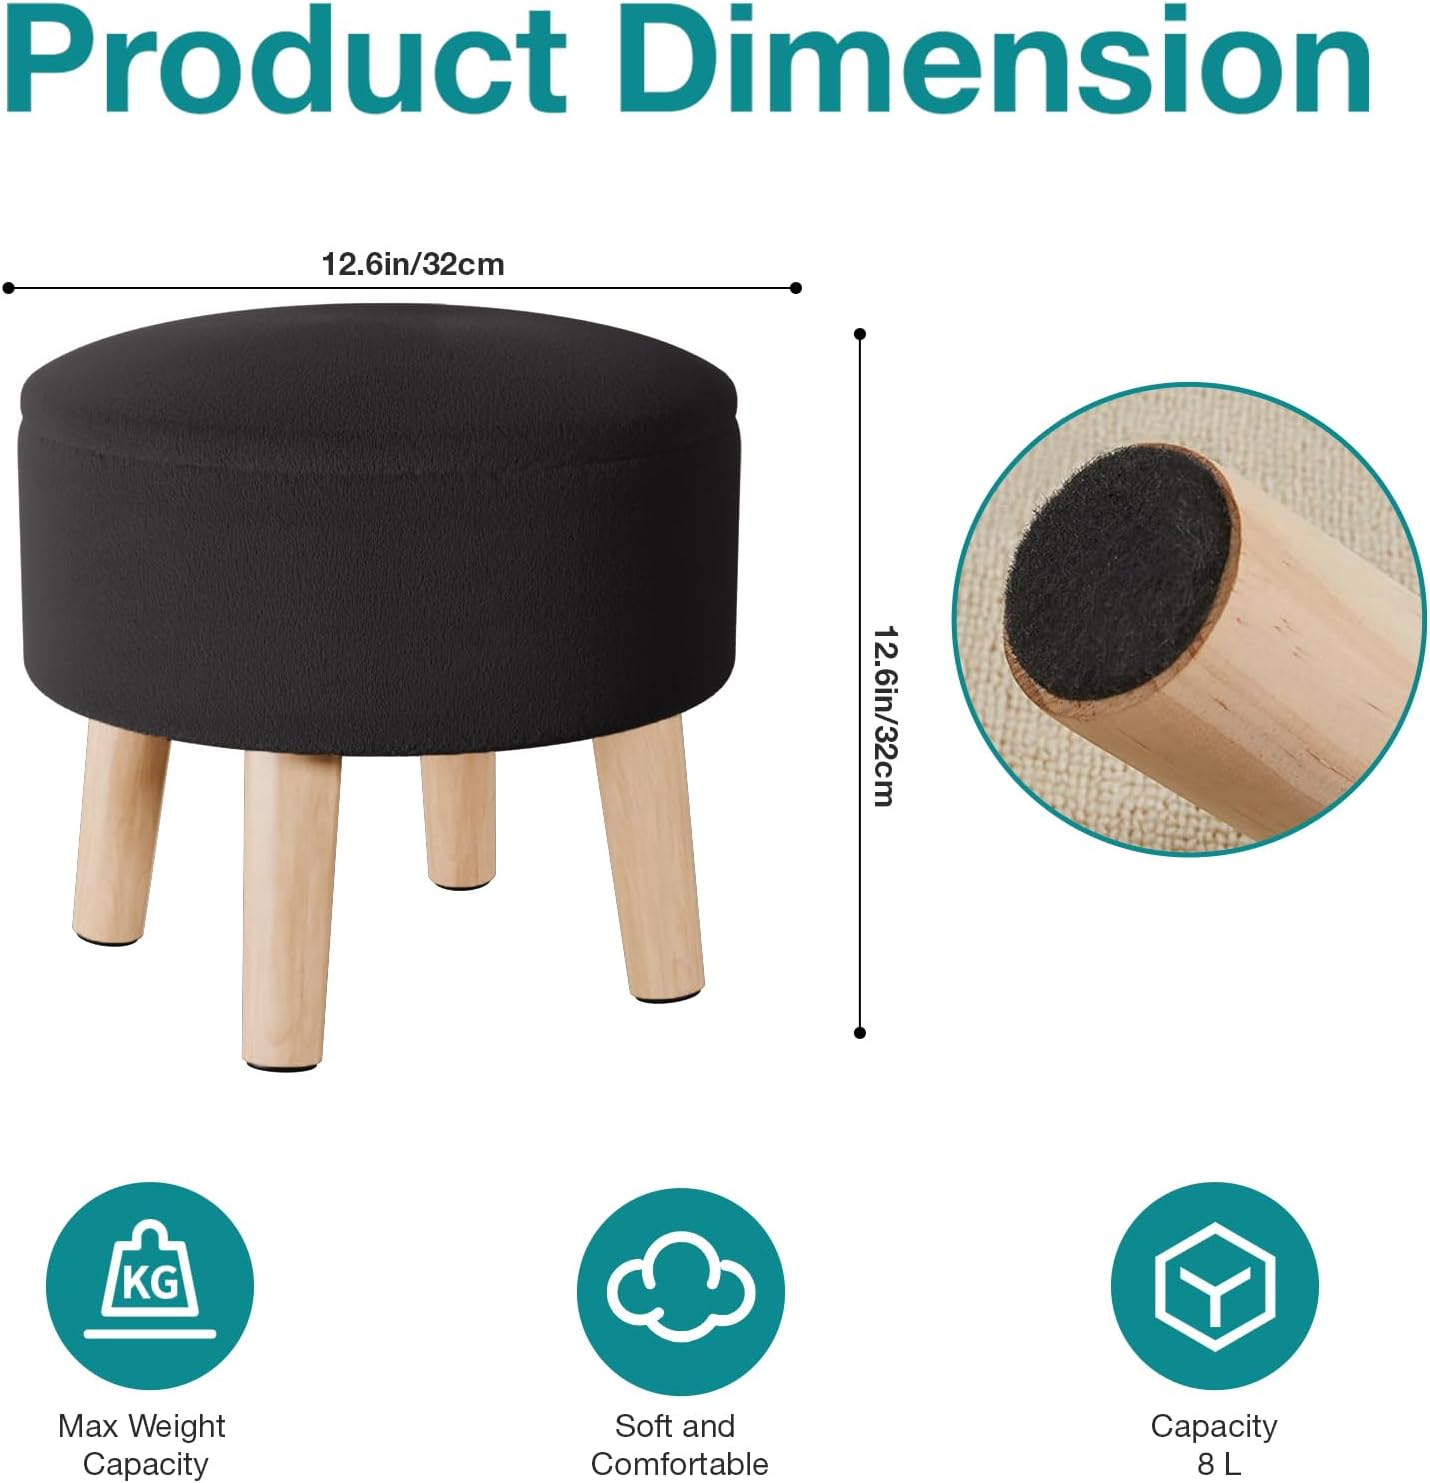 Product Dimension
12.6in/32cm
12.6in/32cm
KG
Max Weight
Capacity
Soft and
Comfortable
Capacity
8 L